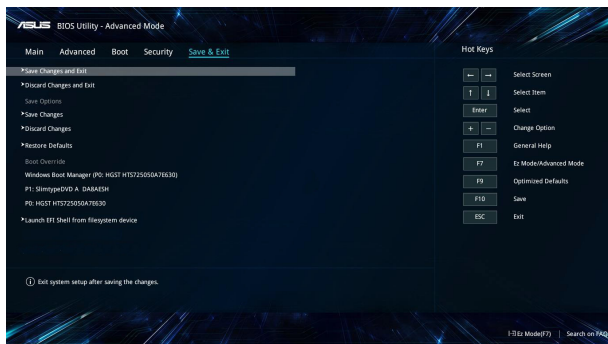 ASUS BIOS Utility - Advanced Mode
Main Advanced Boot Security Save & Exit
Save Changes and Exit
Discard Changes and Exit
Save Options
Save Changes
Discard Changes
Restore Defaults
Boot Override
Windows Boot Manager (P0: HGST HTS725050A7E630)
P1: SlimtypeDVD A DA8AESH
P0: HGST HTS725050A7E630
Launch EFI Shell from filesystem device
Exit system setup after saving the changes.
Hot Keys
← → Select Screen
↑ ↓ Select Item
Enter Select
+ − Change Option
F1 General Help
F7 Ez Mode/Advanced Mode
F9 Optimized Defaults
F10 Save
ESC Exit
Ez Mode(F7) | Search on FAQ